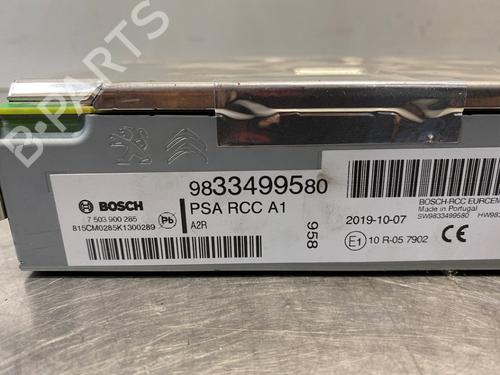 B-PARTS
BOSCH
7 503 900 285
815CM0285K1300289
Pb
9833499580
PSA RCC A1
A2R
958
2019-10-07
E1 10 R-05 7902
BOSCH-RCC EURCEM
Made in Portugal
SW9833499580
CE